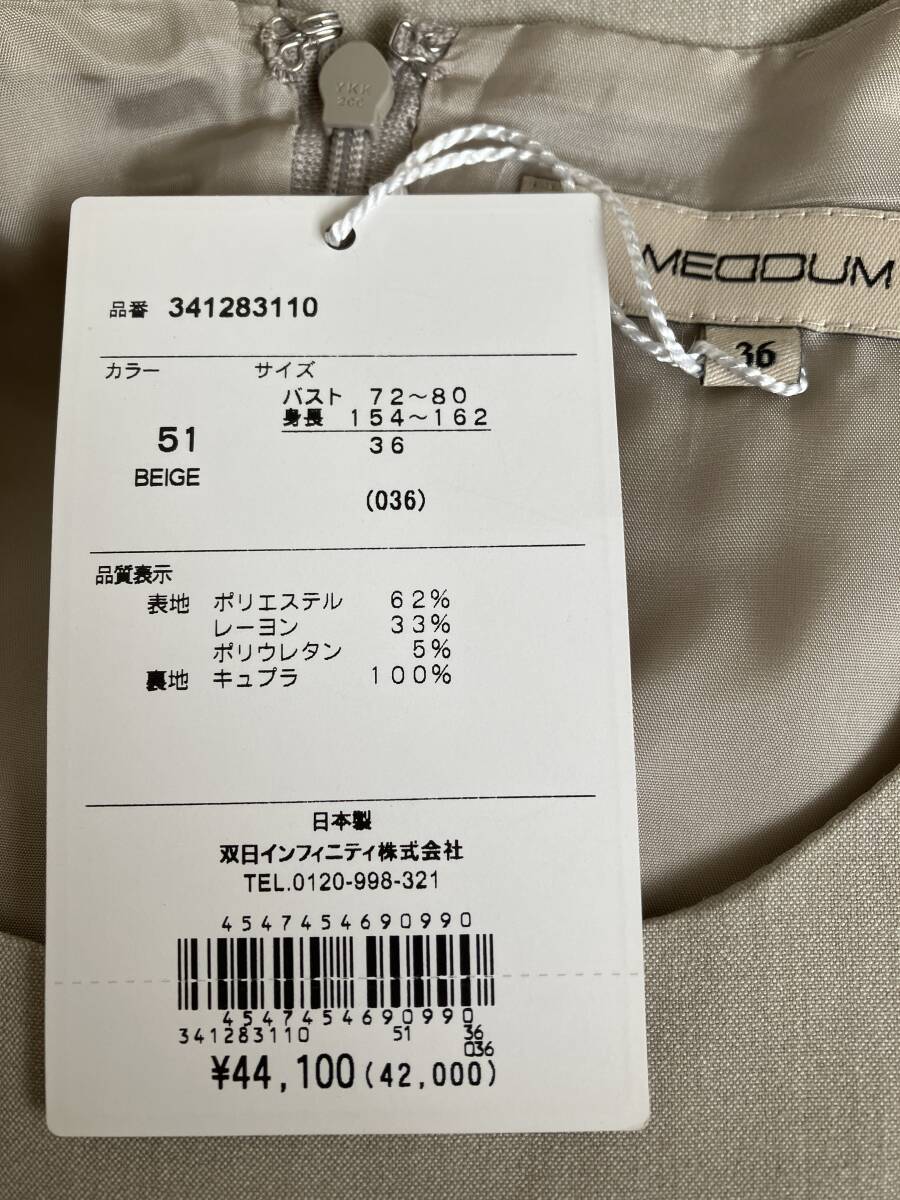 YKK
2CC
MEDDUM
36
品番 341283110
カラー サイズ
バスト 72~80
身長 154~162
51 36
BEIGE
(036)
品質表示
表地 ポリエステル 62%
レーヨン 33%
ポリウレタン 5%
裏地 キュプラ 100%
日本製
双日インフィニティ株式会社
TEL.0120-998-321
4547454690990
4547454690990
341283110 51 36
036
¥44,100(42,000)